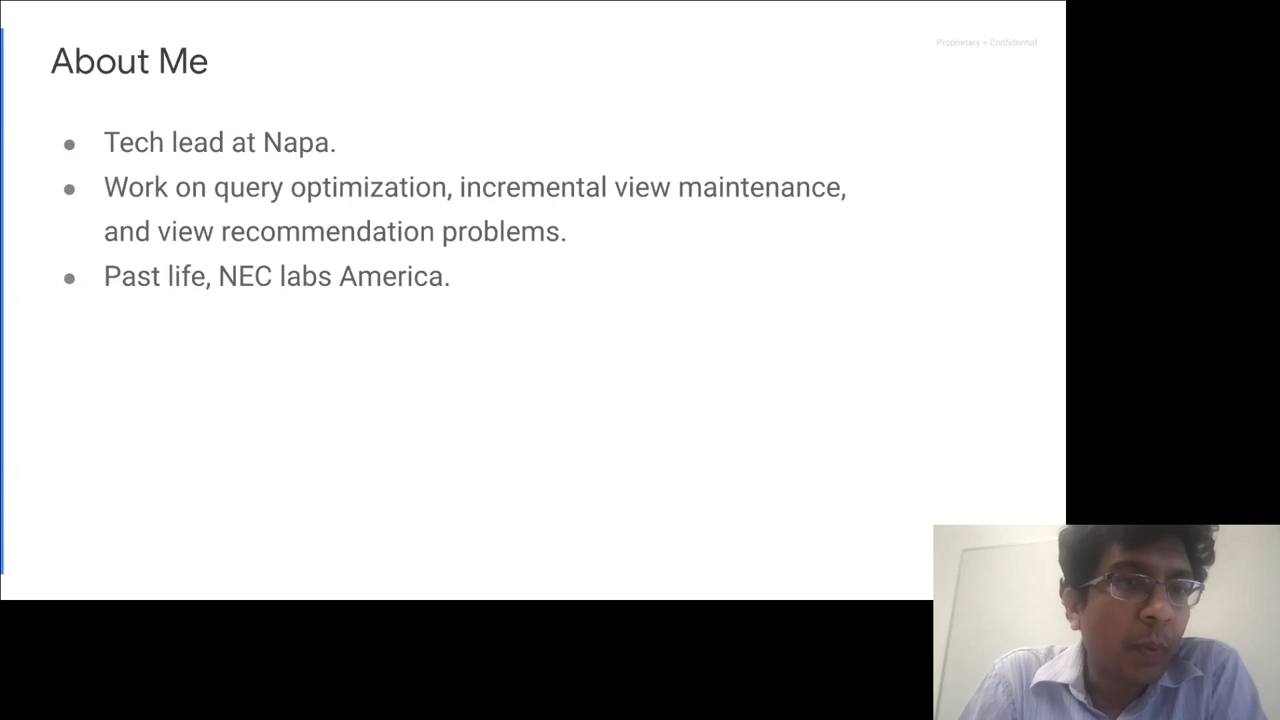 Proprietary + Confidential
About Me
● Tech lead at Napa.
● Work on query optimization, incremental view maintenance,
and view recommendation problems.
● Past life, NEC labs America.